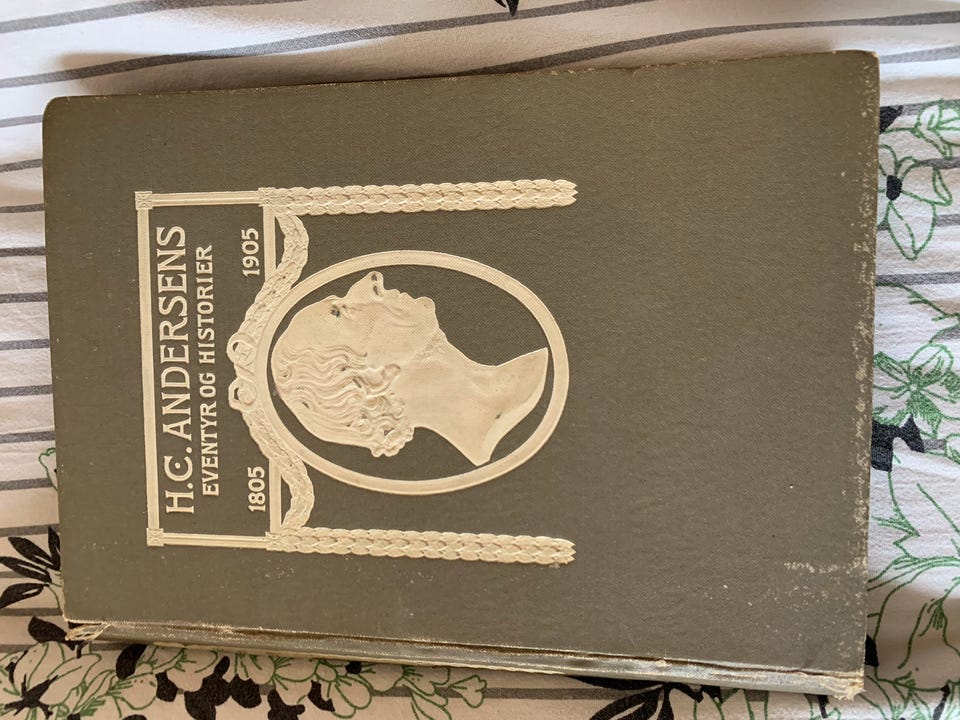 H.C. ANDERSENS
EVENTYR OG HISTORIER
1805 1905